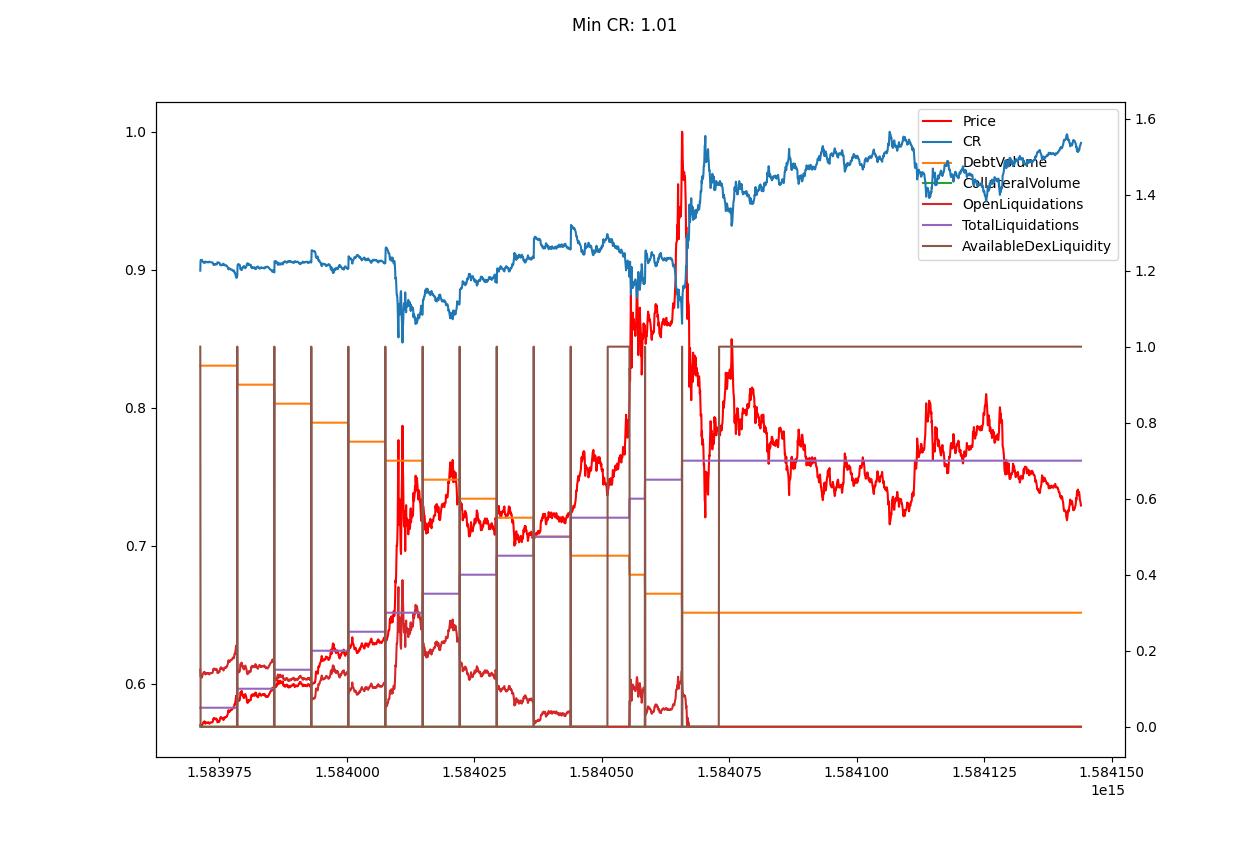 Min CR: 1.01
1.0
0.9
0.8
0.7
0.6
1.6
1.4
1.2
1.0
0.8
0.6
0.4
0.2
0.0
Price
CR
DebtVolume
CollateralVolume
OpenLiquidations
TotalLiquidations
AvailableDexLiquidity
1.583975 1.584000 1.584025 1.584050 1.584075 1.584100 1.584125 1.584150
1e15